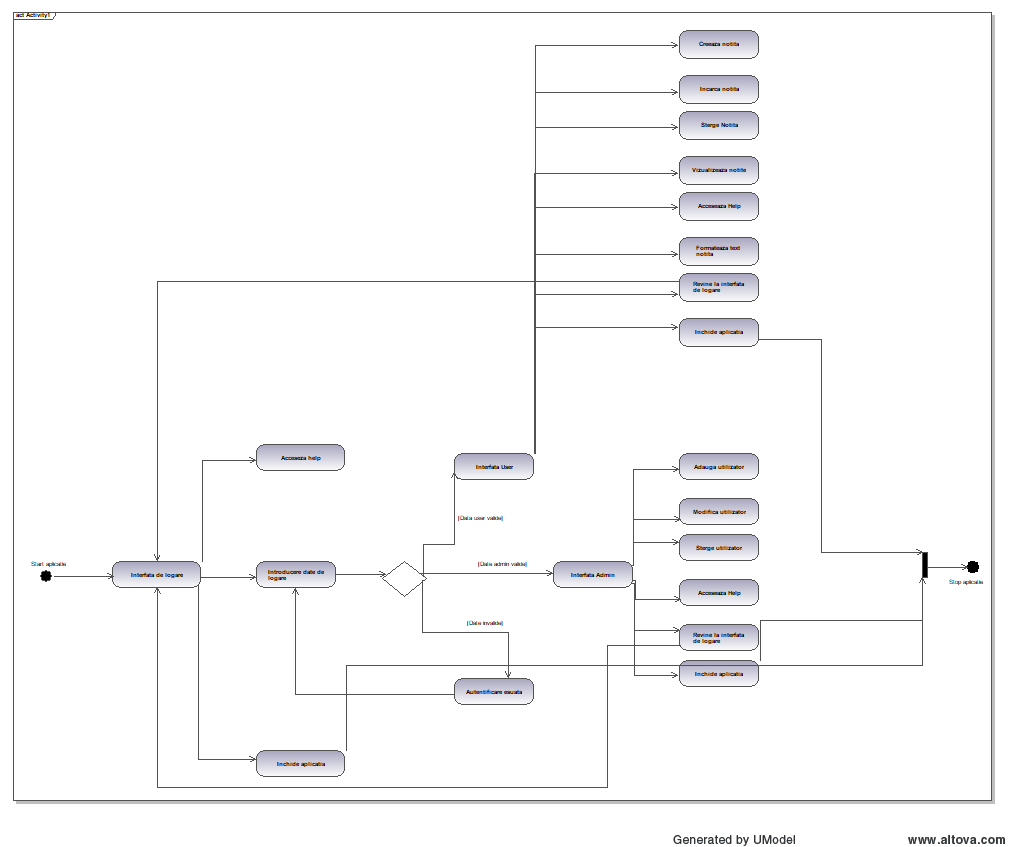 act Activity1
Creeaza notita
Incarca notita
Sterge Notita
Vizualizeaza notite
Acceseaza Help
Formateaza text
notita
Revine la interfata
de logare
Inchide aplicatia
Acceseza help
Interfata User
Adauga utilizator
Modifica utilizator
Sterge utilizator
[Data user valide]
Start aplicatie
Interfata de logare
Introducere date de
logare
[Date admin valide]
Interfata Admin
Stop aplicatie
Acceseaza Help
[Date invalide]
Revine la interfata
de logare
Inchide aplicatia
Autentificare esuata
Inchide aplicatia
Generated by UModel
www.altova.com